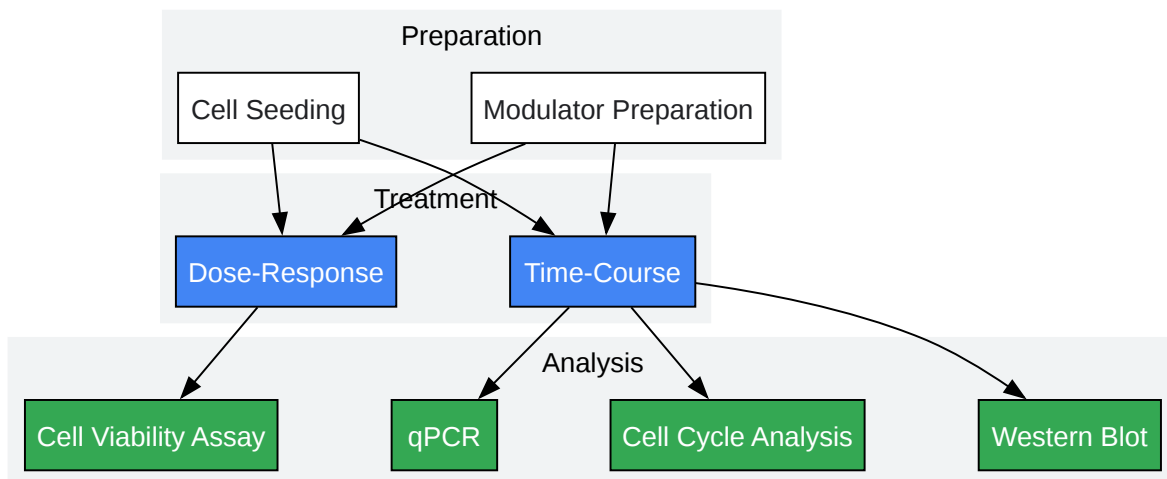 Preparation
Cell Seeding
Modulator Preparation
Treatment
Dose-Response
Time-Course
Analysis
Cell Viability Assay
qPCR
Cell Cycle Analysis
Western Blot